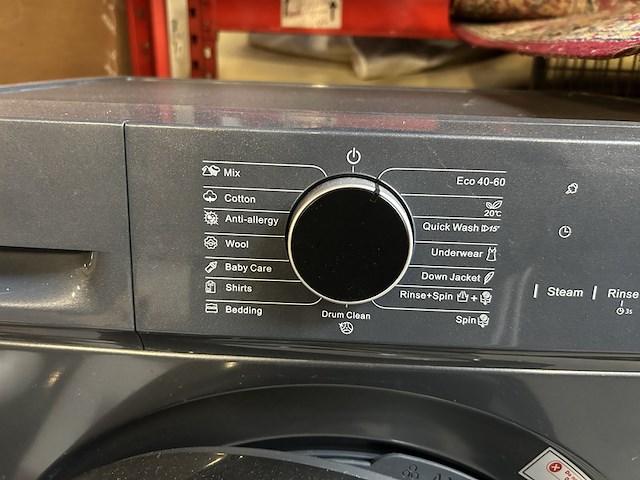 Mix
Cotton
Anti-allergy
Wool
Baby Care
Shirts
Bedding
Drum Clean
Eco 40-60
20°C
Quick Wash 15'
Underwear
Down Jacket
Rinse+Spin +
Spin
Steam
Rinse
3s